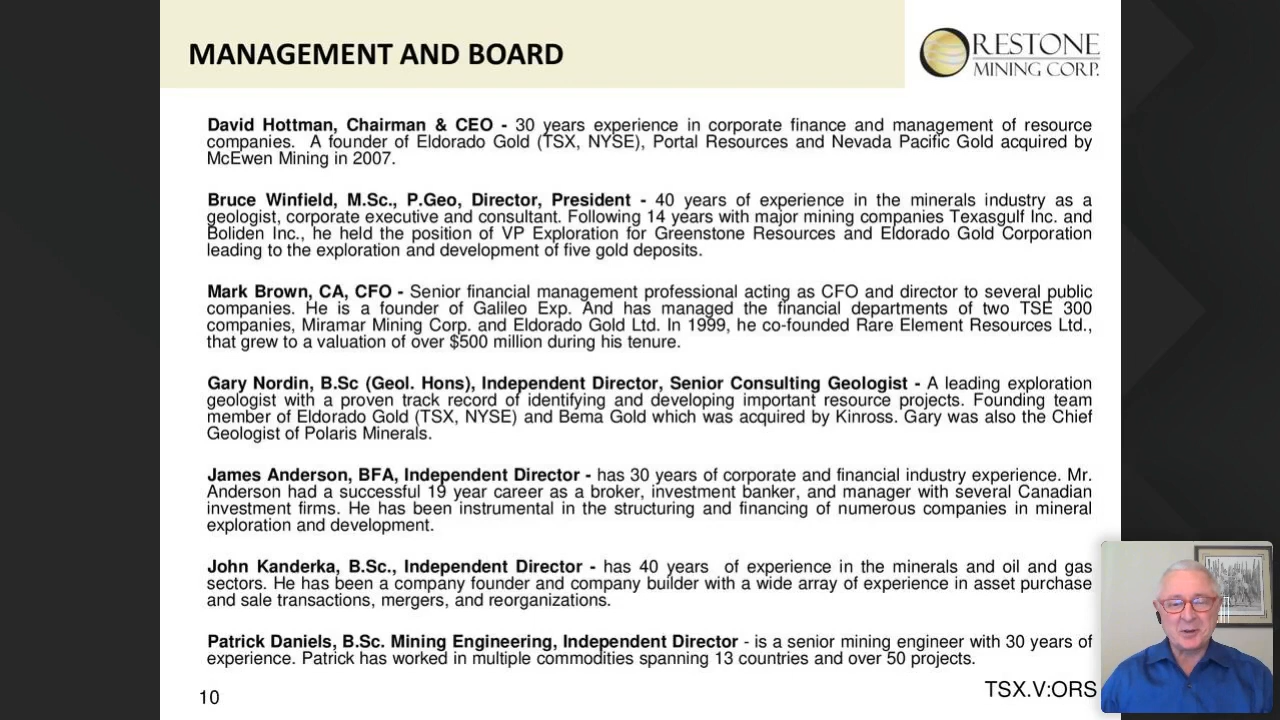 MANAGEMENT AND BOARD
ORESTONE
MINING CORP.
David Hottman, Chairman & CEO - 30 years experience in corporate finance and management of resource
companies. A founder of Eldorado Gold (TSX, NYSE), Portal Resources and Nevada Pacific Gold acquired by
McEwen Mining in 2007.
Bruce Winfield, M.Sc., P.Geo, Director, President - 40 years of experience in the minerals industry as a
geologist, corporate executive and consultant. Following 14 years with major mining companies Texasgulf Inc. and
Boliden Inc., he held the position of VP Exploration for Greenstone Resources and Eldorado Gold Corporation
leading to the exploration and development of five gold deposits.
Mark Brown, CA, CFO - Senior financial management professional acting as CFO and director to several public
companies. He is a founder of Galileo Exp. And has managed the financial departments of two TSE 300
companies, Miramar Mining Corp. and Eldorado Gold Ltd. In 1999, he co-founded Rare Element Resources Ltd.,
that grew to a valuation of over $500 million during his tenure.
Gary Nordin, B.Sc (Geol. Hons), Independent Director, Senior Consulting Geologist - A leading exploration
geologist with a proven track record of identifying and developing important resource projects. Founding team
member of Eldorado Gold (TSX, NYSE) and Bema Gold which was acquired by Kinross. Gary was also the Chief
Geologist of Polaris Minerals.
James Anderson, BFA, Independent Director - has 30 years of corporate and financial industry experience. Mr.
Anderson had a successful 19 year career as a broker, investment banker, and manager with several Canadian
investment firms. He has been instrumental in the structuring and financing of numerous companies in mineral
exploration and development.
John Kanderka, B.Sc., Independent Director - has 40 years of experience in the minerals and oil and gas
sectors. He has been a company founder and company builder with a wide array of experience in asset purchase
and sale transactions, mergers, and reorganizations.
Patrick Daniels, B.Sc. Mining Engineering, Independent Director - is a senior mining engineer with 30 years of
experience. Patrick has worked in multiple commodities spanning 13 countries and over 50 projects.
10
TSX.V:ORS